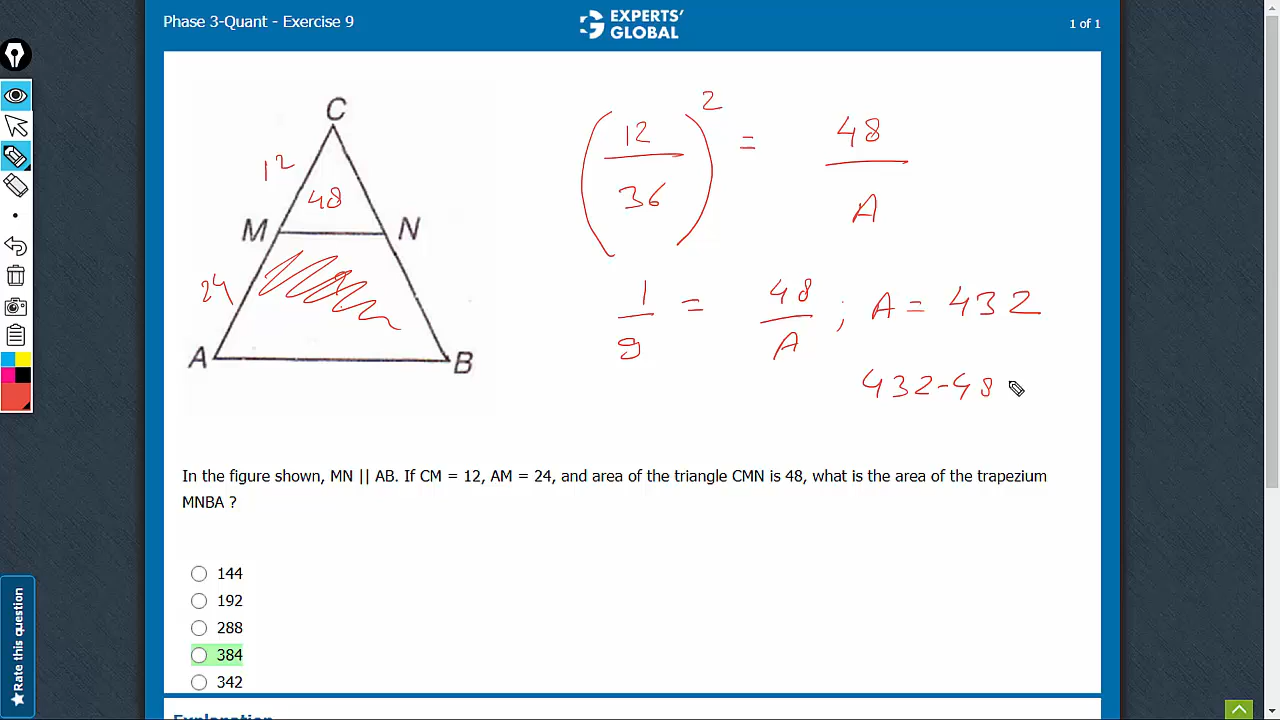 Phase 3-Quant - Exercise 9
EXPERTS'
GLOBAL
1 of 1
C
12
48
M
N
24
A
B
(12/36)² = 48/A
1/9 = 48/A ; A = 432
432-48
In the figure shown, MN || AB. If CM = 12, AM = 24, and area of the triangle CMN is 48, what is the area of the trapezium
MNBA ?
144
192
288
384
342
Rate this question
Explanation